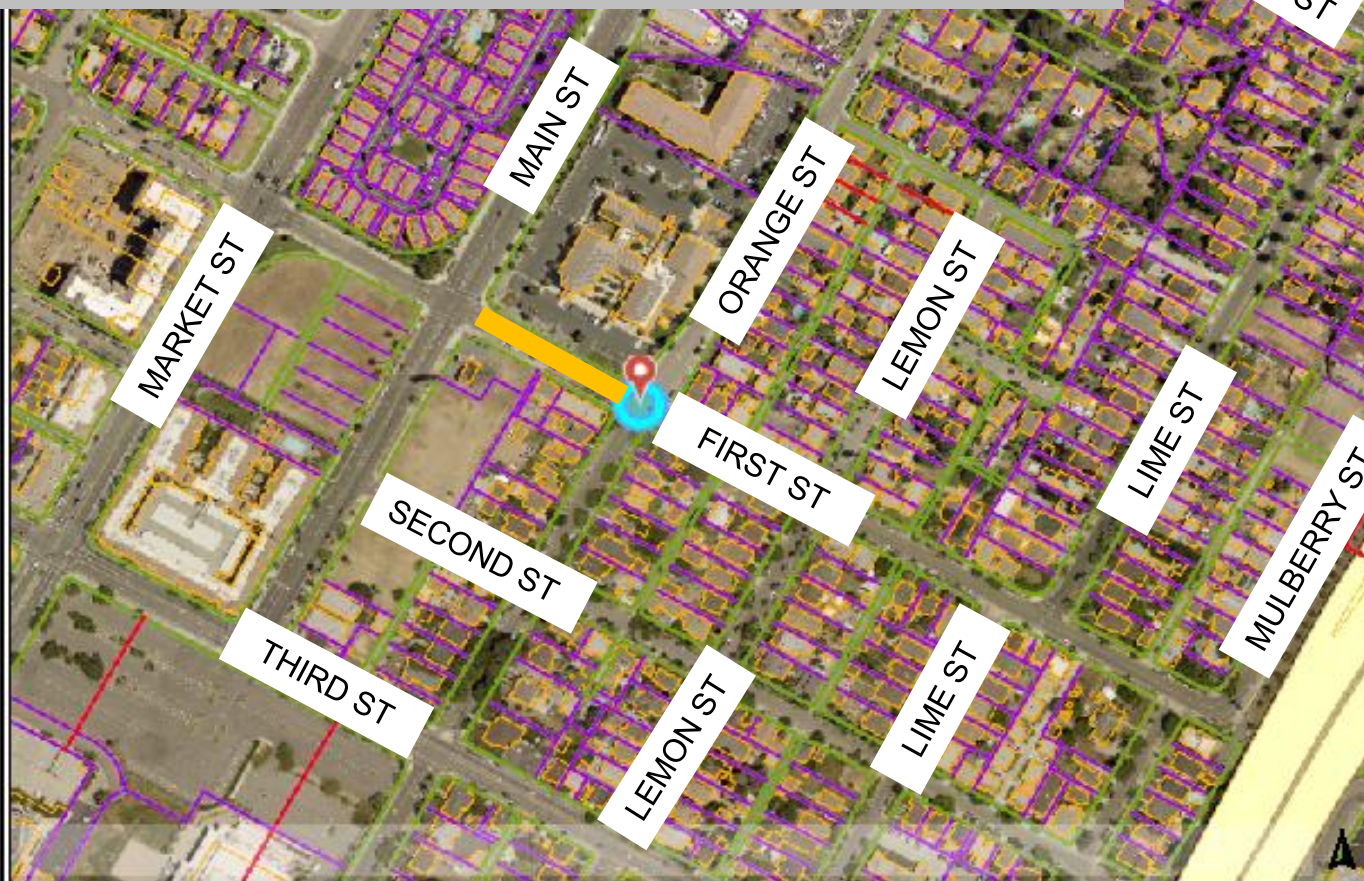 ST
MAIN ST
ORANGE ST
MARKET ST
LEMON ST
LIME ST
FIRST ST
MULBERRY ST
SECOND ST
THIRD ST
LIME ST
LEMON ST